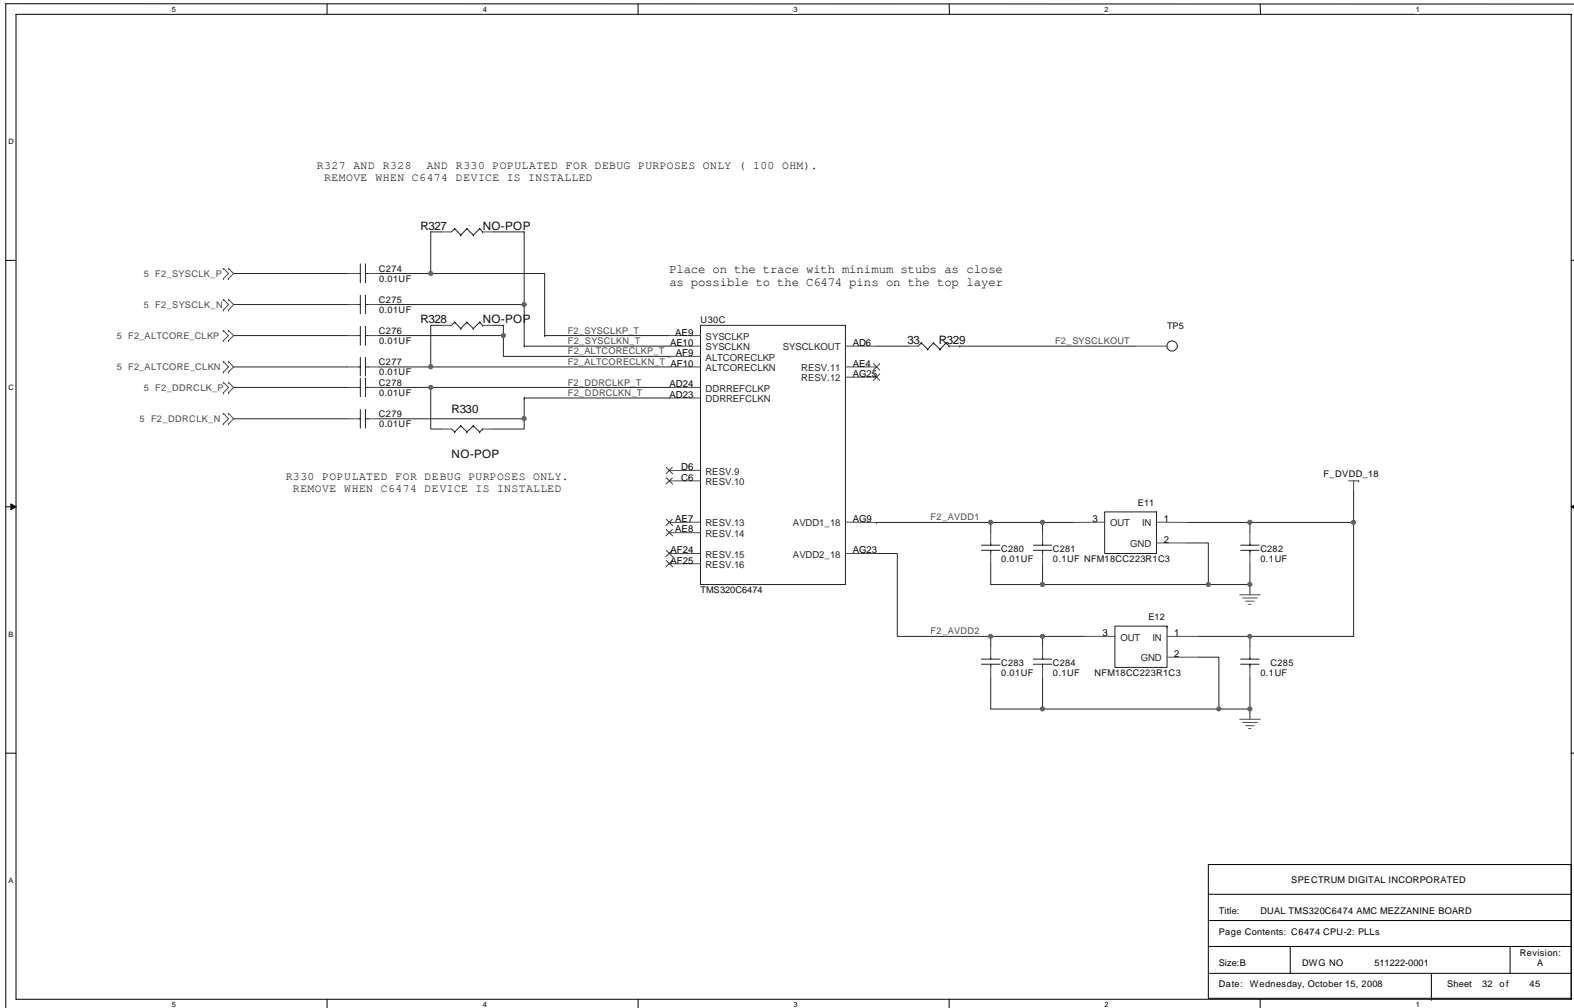 5 4 3 2 1
D
R327 AND R328 AND R330 POPULATED FOR DEBUG PURPOSES ONLY ( 100 OHM).
REMOVE WHEN C6474 DEVICE IS INSTALLED
R327 NO-POP
Place on the trace with minimum stubs as close
as possible to the C6474 pins on the top layer
5 F2_SYSCLK_P
C274
0.01UF
5 F2_SYSCLK_N
C275
0.01UF
R328 NO-POP
5 F2_ALTCORE_CLKP
C276
0.01UF
5 F2_ALTCORE_CLKN
C277
0.01UF
5 F2_DDRCLK_P
C278
0.01UF
5 F2_DDRCLK_N
C279
0.01UF
R330
NO-POP
R330 POPULATED FOR DEBUG PURPOSES ONLY.
REMOVE WHEN C6474 DEVICE IS INSTALLED
U30C
F2_SYSCLKP_T AE9 SYSCLKP
F2_SYSCLKN_T AE10 SYSCLKN
F2_ALTCORECLKP_T AF9 ALTCORECLKP
F2_ALTCORECLKN_T AF10 ALTCORECLKN
F2_DDRCLKP_T AD24 DDRREFCLKP
F2_DDRCLKN_T AD23 DDRREFCLKN
D6 RESV.9
C6 RESV.10
AE7 RESV.13
AE8 RESV.14
AF24 RESV.15
AF25 RESV.16
TMS320C6474
SYSCLKOUT AD6 33 R329 F2_SYSCLKOUT TP5
RESV.11 AE4
RESV.12 AG25
AVDD1_18 AG9 F2_AVDD1
AVDD2_18 AG23
F_DVDD_18
E11
3 OUT IN 1
GND 2
NFM18CC223R1C3
C280
0.01UF
C281
0.1UF
C282
0.1UF
F2_AVDD2
E12
3 OUT IN 1
GND 2
NFM18CC223R1C3
C283
0.01UF
C284
0.1UF
C285
0.1UF
C
B
A
SPECTRUM DIGITAL INCORPORATED
Title: DUAL TMS320C6474 AMC MEZZANINE BOARD
Page Contents: C6474 CPU-2: PLLs
Size:B DWG NO 511222-0001 Revision: A
Date: Wednesday, October 15, 2008 Sheet 32 of 45
5 4 3 2 1